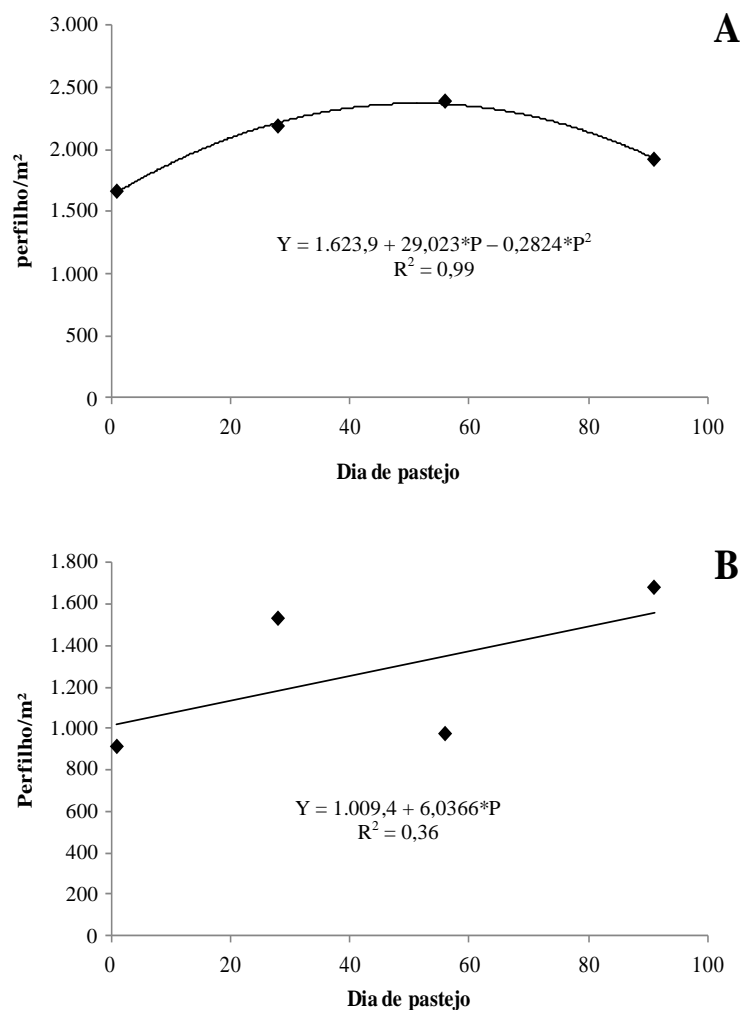 A
3.000
2.500
2.000
1.500
1.000
500
0
perfilho/m²
Y = 1.623,9 + 29,023*P – 0,2824*P²
R² = 0,99
0 20 40 60 80 100
Dia de pastejo
B
1.800
1.600
1.400
1.200
1.000
800
600
400
200
0
Perfilho/m²
Y = 1.009,4 + 6,0366*P
R² = 0,36
0 20 40 60 80 100
Dia de pastejo